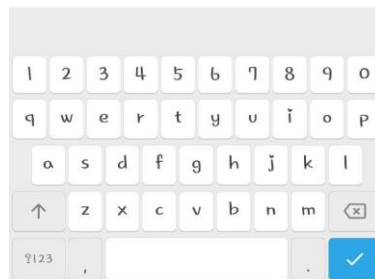 1 2 3 4 5 6 7 8 9 0
q w e r t y u i o p
a s d f g h j k l
z x c v b n m
?123 , .